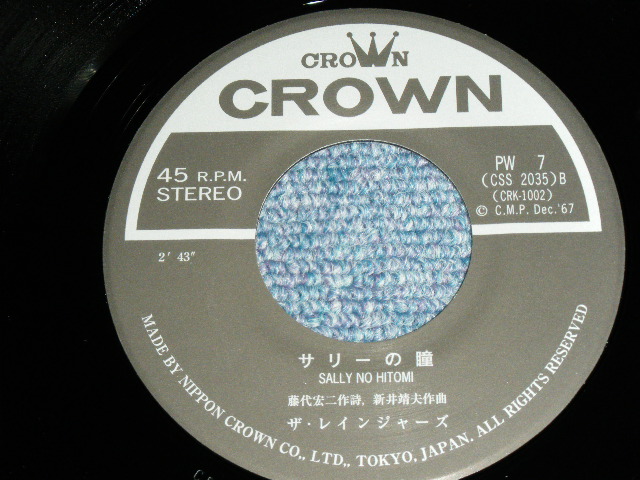 CROWN
CROWN
45 R.P.M.
STEREO
PW 7
(CSS 2035) B
(CRK-1002)
© C.M.P. Dec.'67
2' 43"
サリーの瞳
SALLY NO HITOMI
藤代宏二作詩, 新井靖夫作曲
ザ・レインジャーズ
MADE BY NIPPON CROWN CO., LTD., TOKYO, JAPAN. ALL RIGHTS RESERVED